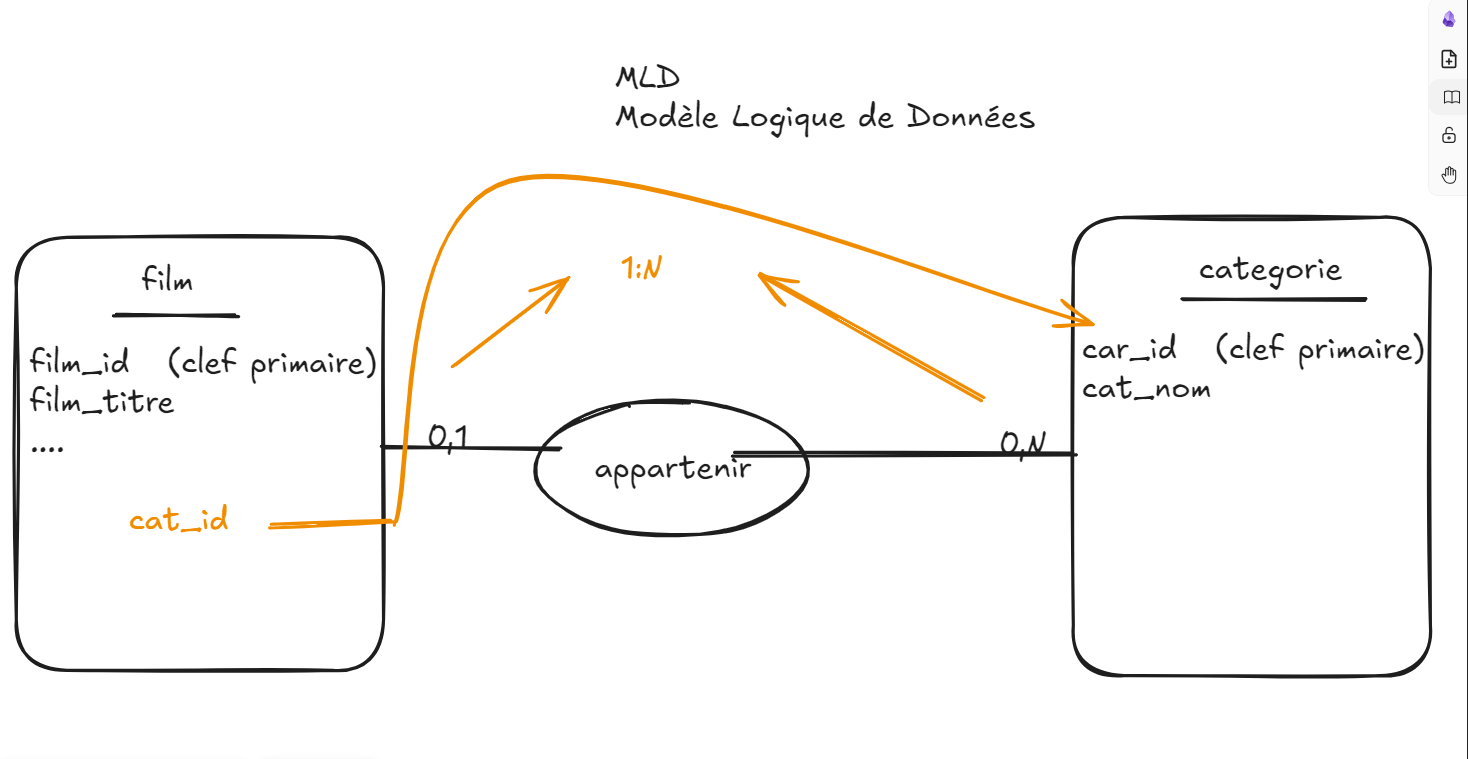 MLD
Modèle Logique de Données
1:N
film
film_id (clef primaire)
film_titre
....
cat_id
0,1
appartenir
0,N
categorie
car_id (clef primaire)
cat_nom